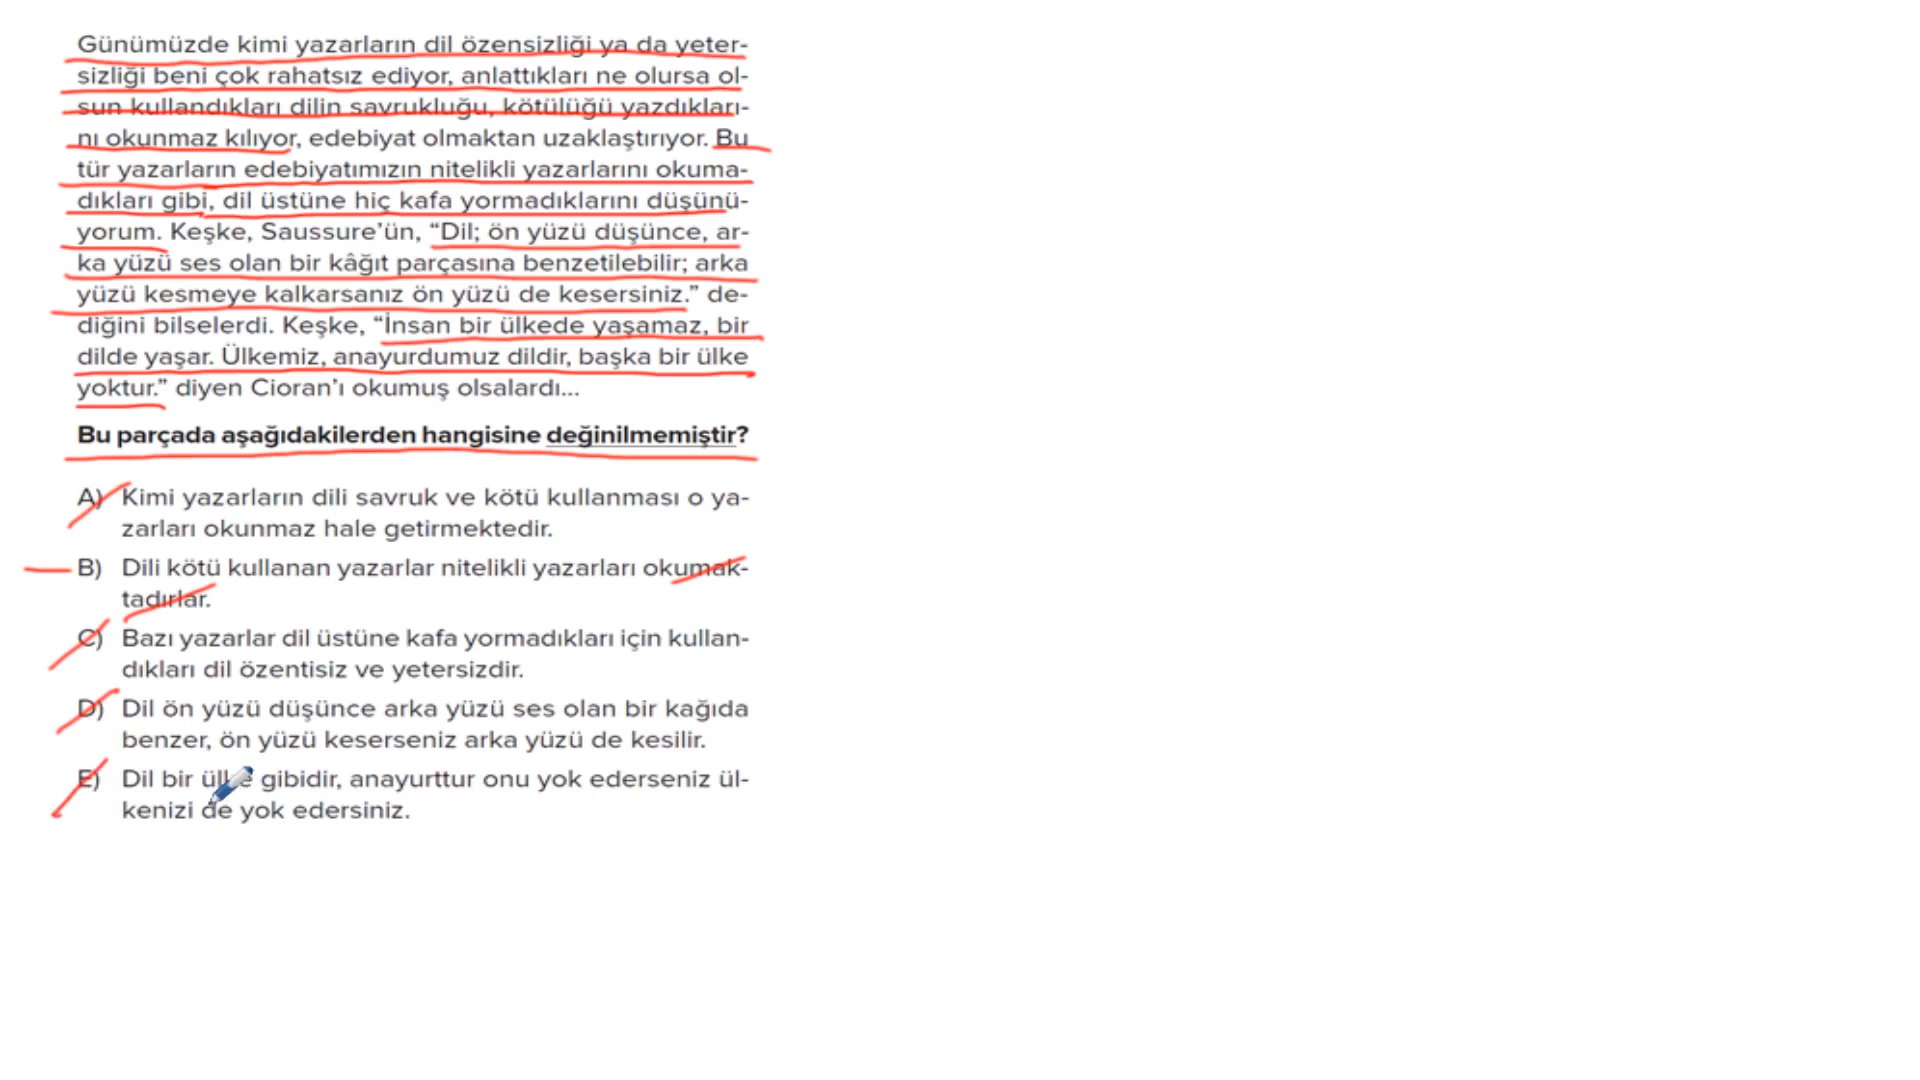 Günümüzde kimi yazarların dil özensizliği ya da yeter-
sizliği beni çok rahatsız ediyor, anlattıkları ne olursa ol-
sun kullandıkları dilin savrukluğu, kötülüğü yazdıkları-
nı okunmaz kılıyor, edebiyat olmaktan uzaklaştırıyor. Bu
tür yazarların edebiyatımızın nitelikli yazarlarını okuma-
dıkları gibi, dil üstüne hiç kafa yormadıklarını düşünü-
yorum. Keşke, Saussure’ün, “Dil; ön yüzü düşünce, ar-
ka yüzü ses olan bir kâğıt parçasına benzetilebilir; arka
yüzü kesmeye kalkarsanız ön yüzü de kesersiniz.” de-
diğini bilselerdi. Keşke, “İnsan bir ülkede yaşamaz, bir
dilde yaşar. Ülkemiz, anayurdumuz dildir, başka bir ülke
yoktur.” diyen Cioran’ı okumuş olsalardı...
Bu parçada aşağıdakilerden hangisine değinilmemiştir?
A) Kimi yazarların dili savruk ve kötü kullanması o ya-
zarları okunmaz hale getirmektedir.
B) Dili kötü kullanan yazarlar nitelikli yazarları okumak-
tadırlar.
C) Bazı yazarlar dil üstüne kafa yormadıkları için kullan-
dıkları dil özentisiz ve yetersizdir.
D) Dil ön yüzü düşünce arka yüzü ses olan bir kağıda
benzer, ön yüzü keserseniz arka yüzü de kesilir.
E) Dil bir ülke gibidir, anayurttur onu yok ederseniz ül-
kenizi de yok edersiniz.